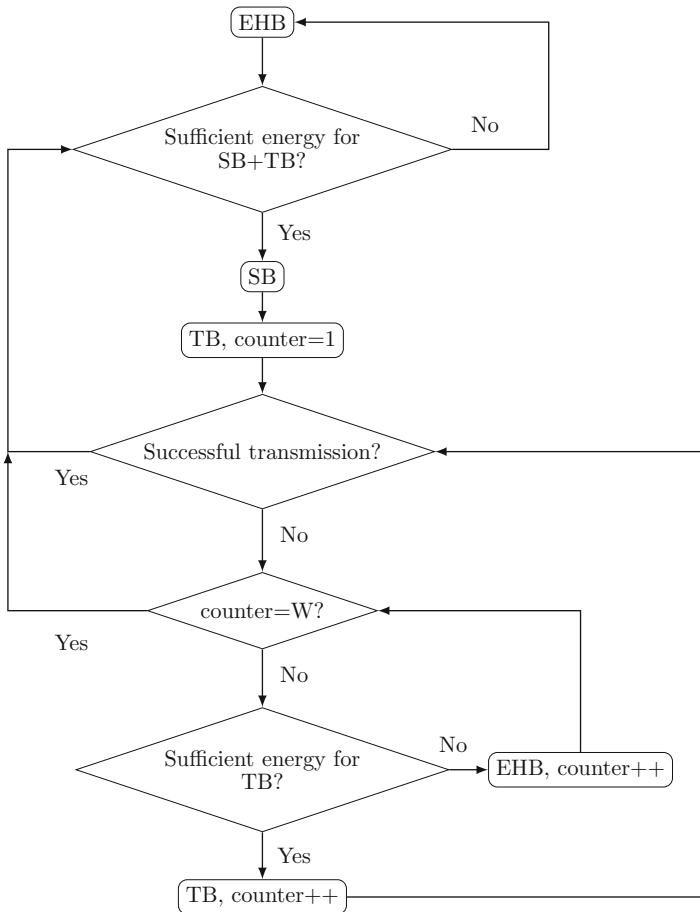 EHB
Sufficient energy for
SB+TB?
No
Yes
SB
TB, counter=1
Successful transmission?
Yes
No
counter=W?
Yes
No
Sufficient energy for
TB?
No
EHB, counter++
Yes
TB, counter++